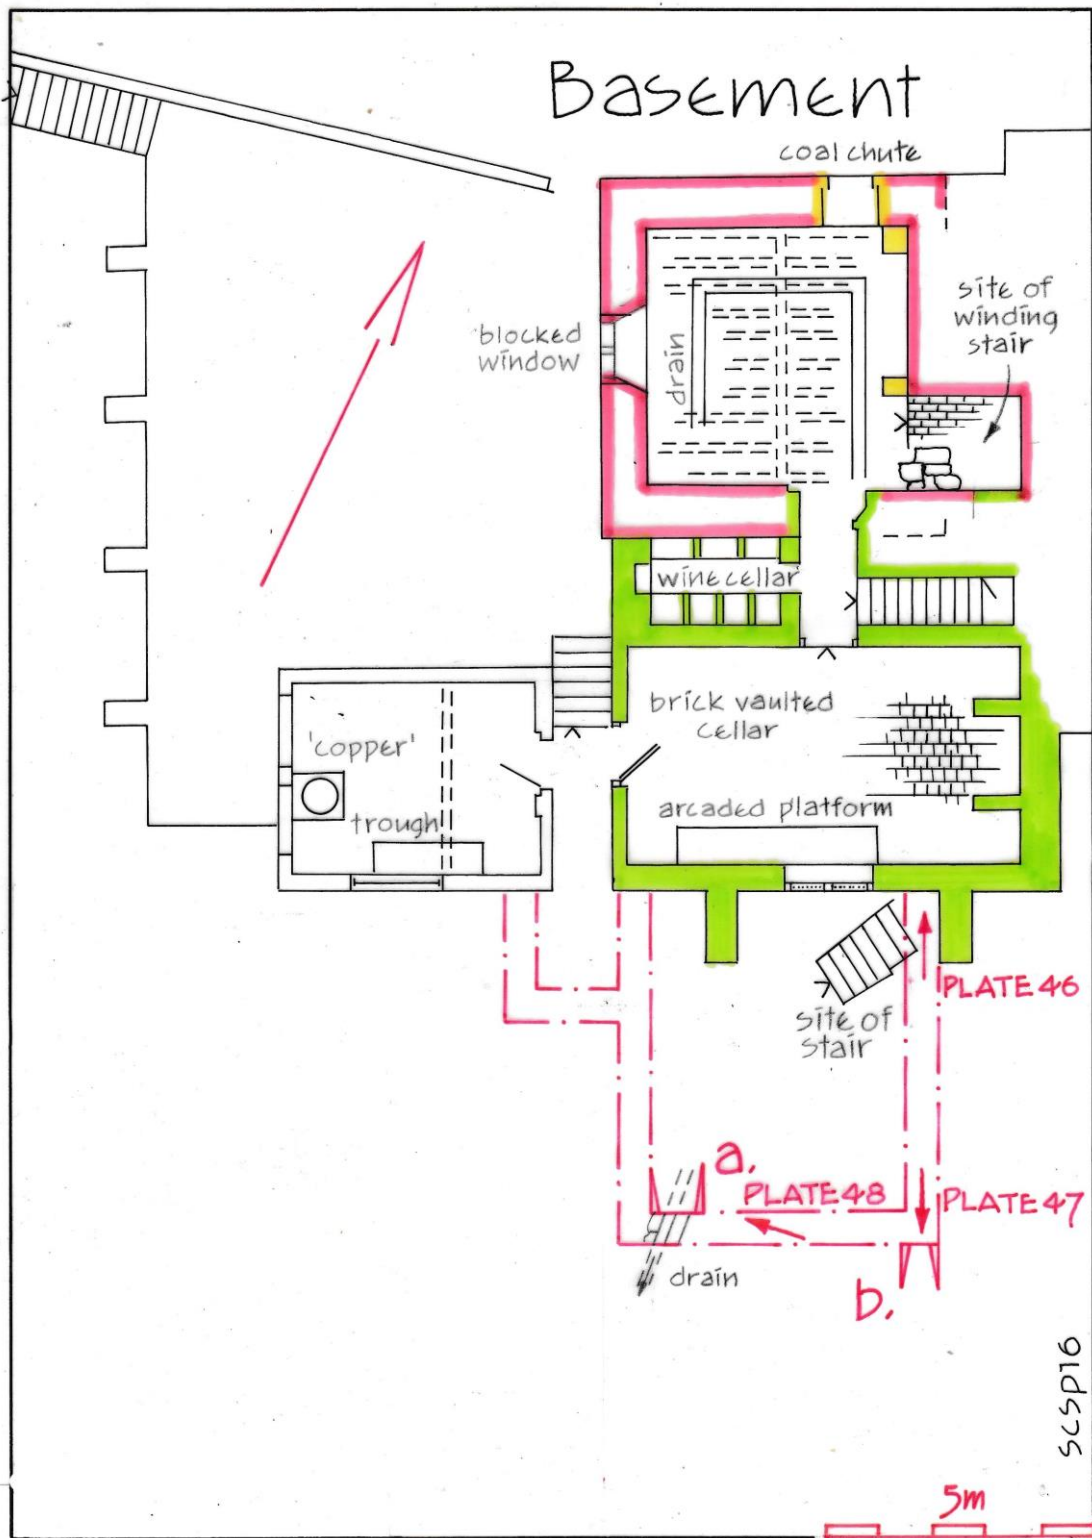 Basement
coal chute
site of
winding
stair
blocked
window
drain
wine cellar
brick vaulted
cellar
'copper'
trough
arcaded platform
PLATE 46
site of
stair
a.
PLATE 48
PLATE 47
drain
b.
SCSP16
5m